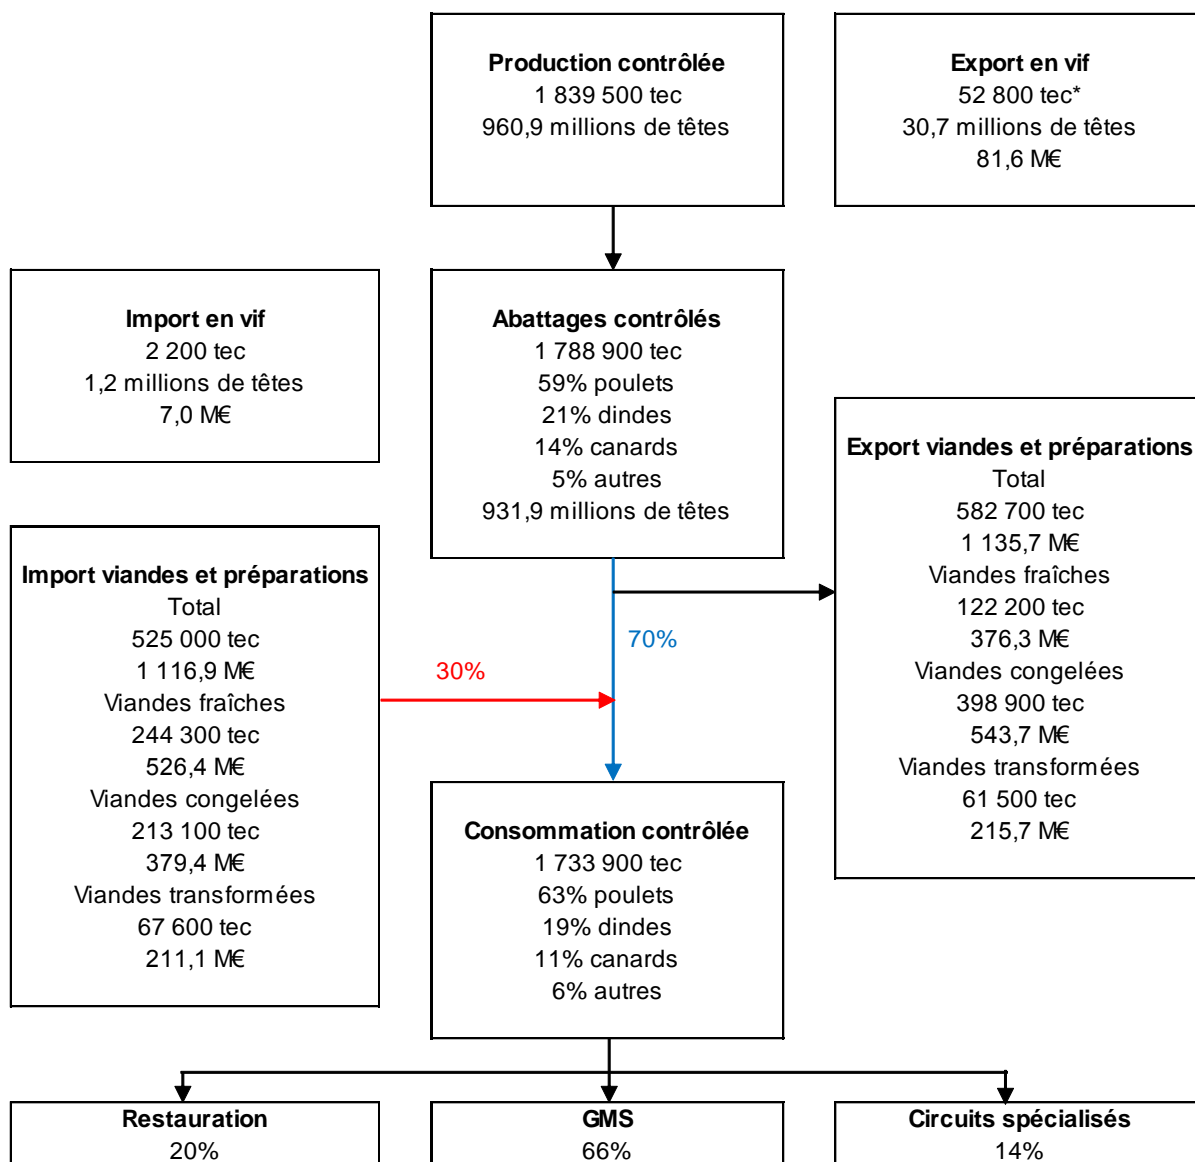 Production contrôlée
1 839 500 tec
960,9 millions de têtes
Export en vif
52 800 tec*
30,7 millions de têtes
81,6 M€
Import en vif
2 200 tec
1,2 millions de têtes
7,0 M€
Abattages contrôlés
1 788 900 tec
59% poulets
21% dindes
14% canards
5% autres
931,9 millions de têtes
Export viandes et préparations
Total
582 700 tec
1 135,7 M€
Viandes fraîches
122 200 tec
376,3 M€
Viandes congelées
398 900 tec
543,7 M€
Viandes transformées
61 500 tec
215,7 M€
Import viandes et préparations
Total
525 000 tec
1 116,9 M€
Viandes fraîches
244 300 tec
526,4 M€
Viandes congelées
213 100 tec
379,4 M€
Viandes transformées
67 600 tec
211,1 M€
30%
70%
Consommation contrôlée
1 733 900 tec
63% poulets
19% dindes
11% canards
6% autres
Restauration
20%
GMS
66%
Circuits spécialisés
14%